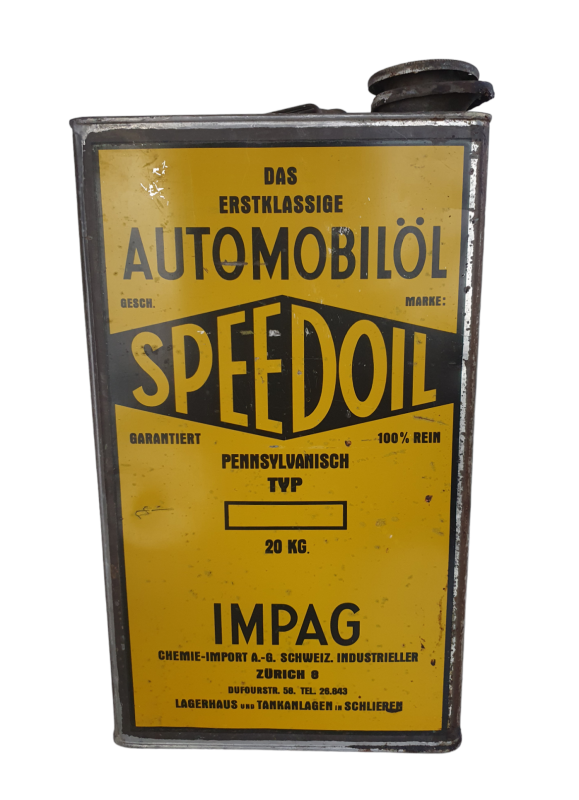 DAS
ERSTKLASSIGE
AUTOMOBILÖL
GESCH. MARKE:
SPEEDOIL
GARANTIERT 100% REIN
PENNSYLVANISCH
TYP
20 KG.
IMPAG
CHEMIE-IMPORT A.-G. SCHWEIZ. INDUSTRIELLER
ZÜRICH 8
DUFOURSTR. 56. TEL. 26.843
LAGERHAUS UND TANKANLAGEN IN SCHLIEREN